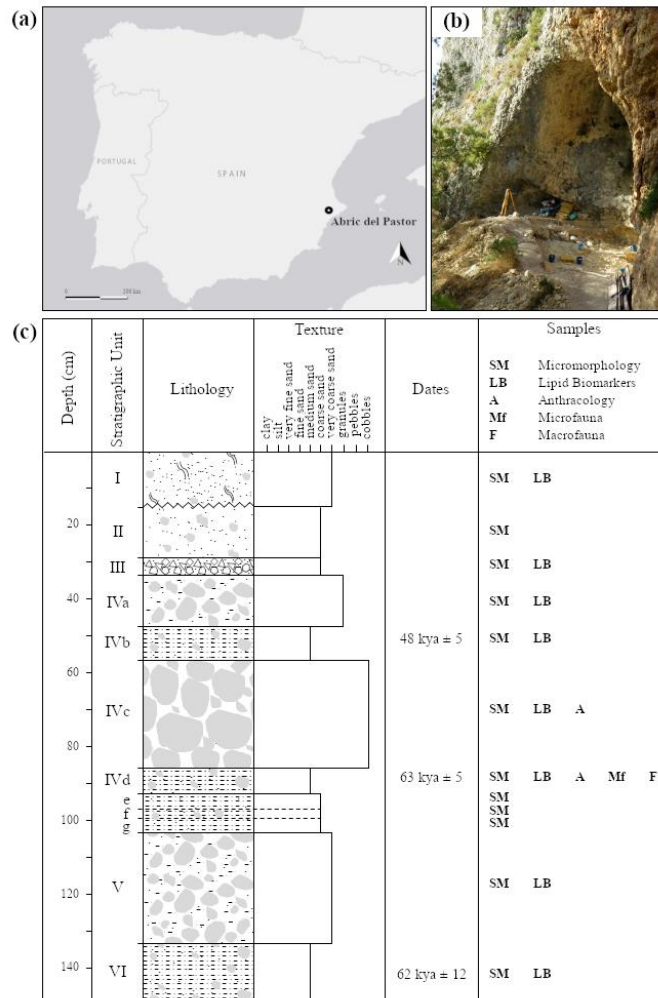 (a)
PORTUGAL
SPAIN
Abric del Pastor
N
0 200 km
(b)
(c)
Depth (cm)
Stratigraphic Unit
Lithology
Texture
clay
silt
very fine sand
fine sand
medium sand
coarse sand
very coarse sand
granules
pebbles
cobbles
Dates
Samples
SM Micromorphology
LB Lipid Biomarkers
A Anthracology
Mf Microfauna
F Macrofauna
I SM LB
20
II SM
III SM LB
40
IVa SM LB
IVb 48 kya ± 5 SM LB
60
IVc SM LB A
80
IVd 63 kya ± 5 SM LB A Mf F
e SM
f SM
100
g SM
V SM LB
120
140
VI 62 kya ± 12 SM LB